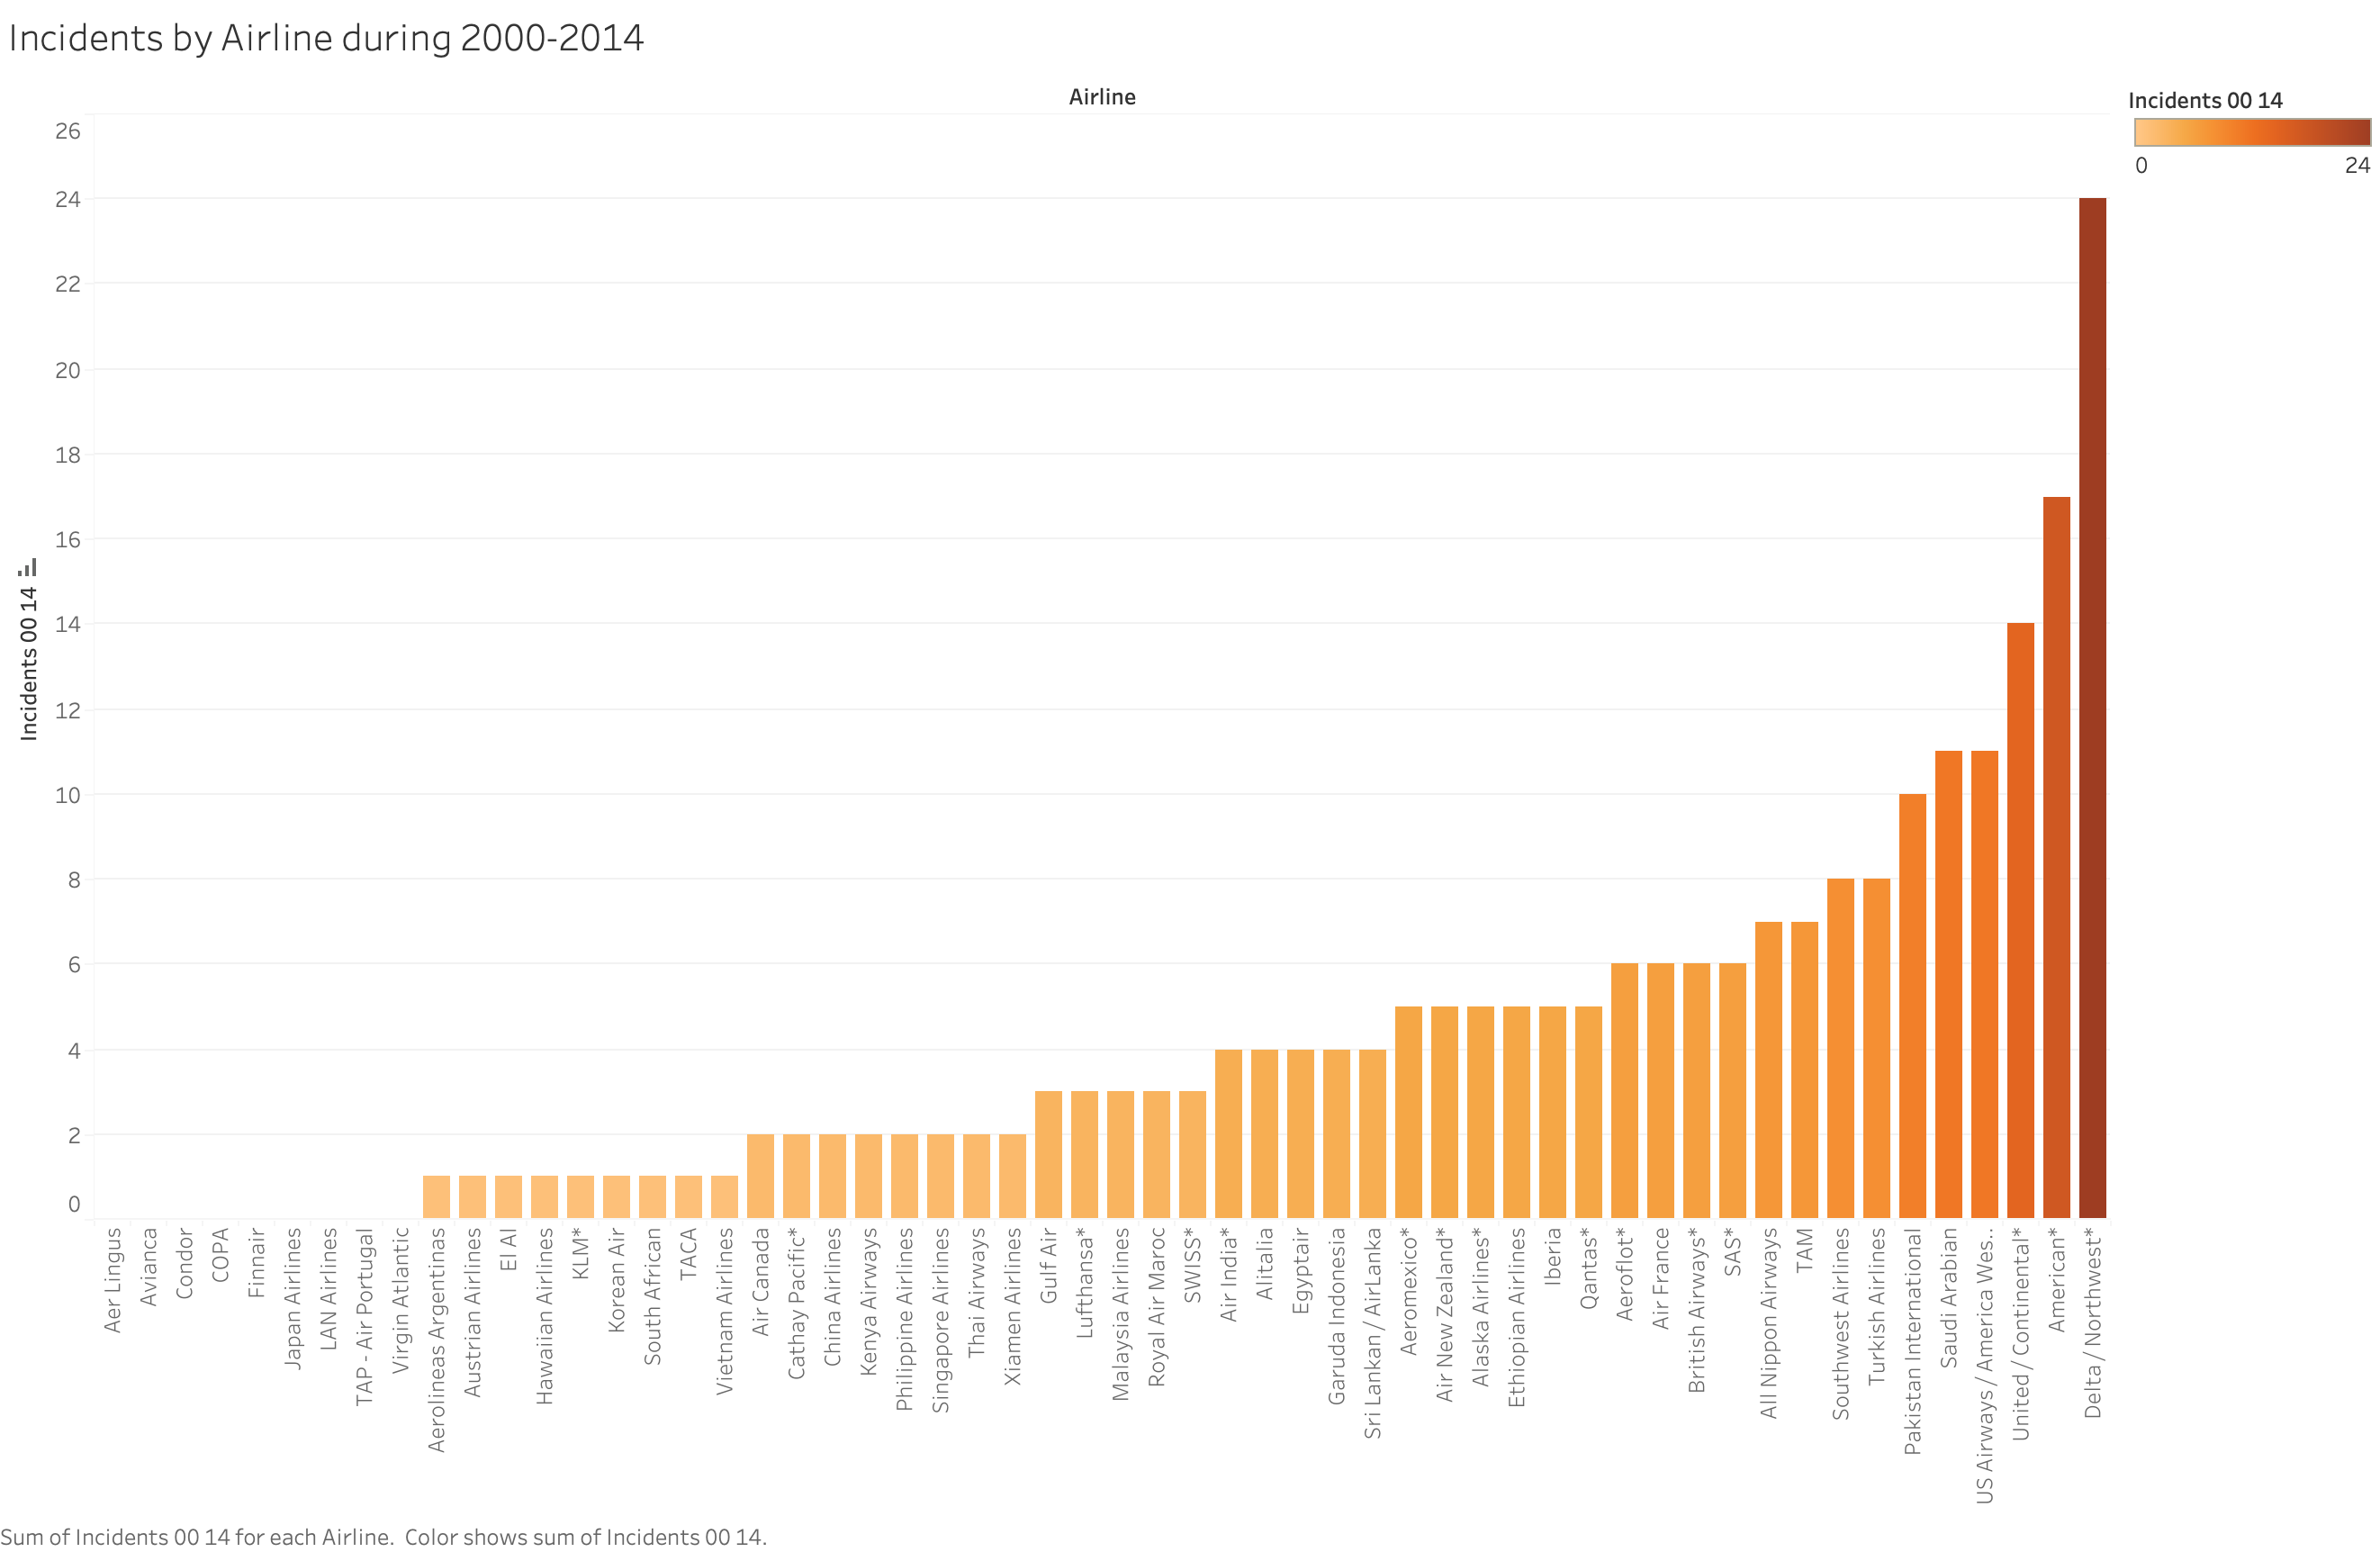 Incidents by Airline during 2000-2014
Airline
Incidents 00 14
0
24
Incidents 00 14
26
24
22
20
18
16
14
12
10
8
6
4
2
0
Aer Lingus
Avianca
Condor
COPA
Finnair
Japan Airlines
LAN Airlines
TAP - Air Portugal
Virgin Atlantic
Aerolineas Argentinas
Austrian Airlines
El Al
Hawaiian Airlines
KLM*
Korean Air
South African
TACA
Vietnam Airlines
Air Canada
Cathay Pacific*
China Airlines
Kenya Airways
Philippine Airlines
Singapore Airlines
Thai Airways
Xiamen Airlines
Gulf Air
Lufthansa*
Malaysia Airlines
Royal Air Maroc
SWISS*
Air India*
Alitalia
Egyptair
Garuda Indonesia
Sri Lankan / AirLanka
Aeromexico*
Air New Zealand*
Alaska Airlines*
Ethiopian Airlines
Iberia
Qantas*
Aeroflot*
Air France
British Airways*
SAS*
All Nippon Airways
TAM
Southwest Airlines
Turkish Airlines
Pakistan International
Saudi Arabian
US Airways / America Wes..
United / Continental*
American*
Delta / Northwest*
Sum of Incidents 00 14 for each Airline.  Color shows sum of Incidents 00 14.